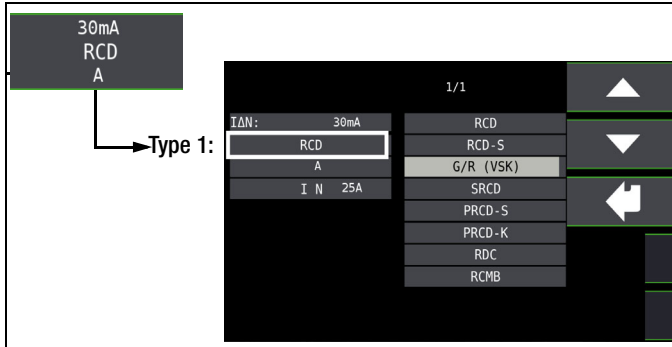 30mA
RCD
A
Type 1:
1/1
IΔN: 30mA
RCD
A
I N 25A
RCD
RCD-S
G/R (VSK)
SRCD
PRCD-S
PRCD-K
RDC
RCMB